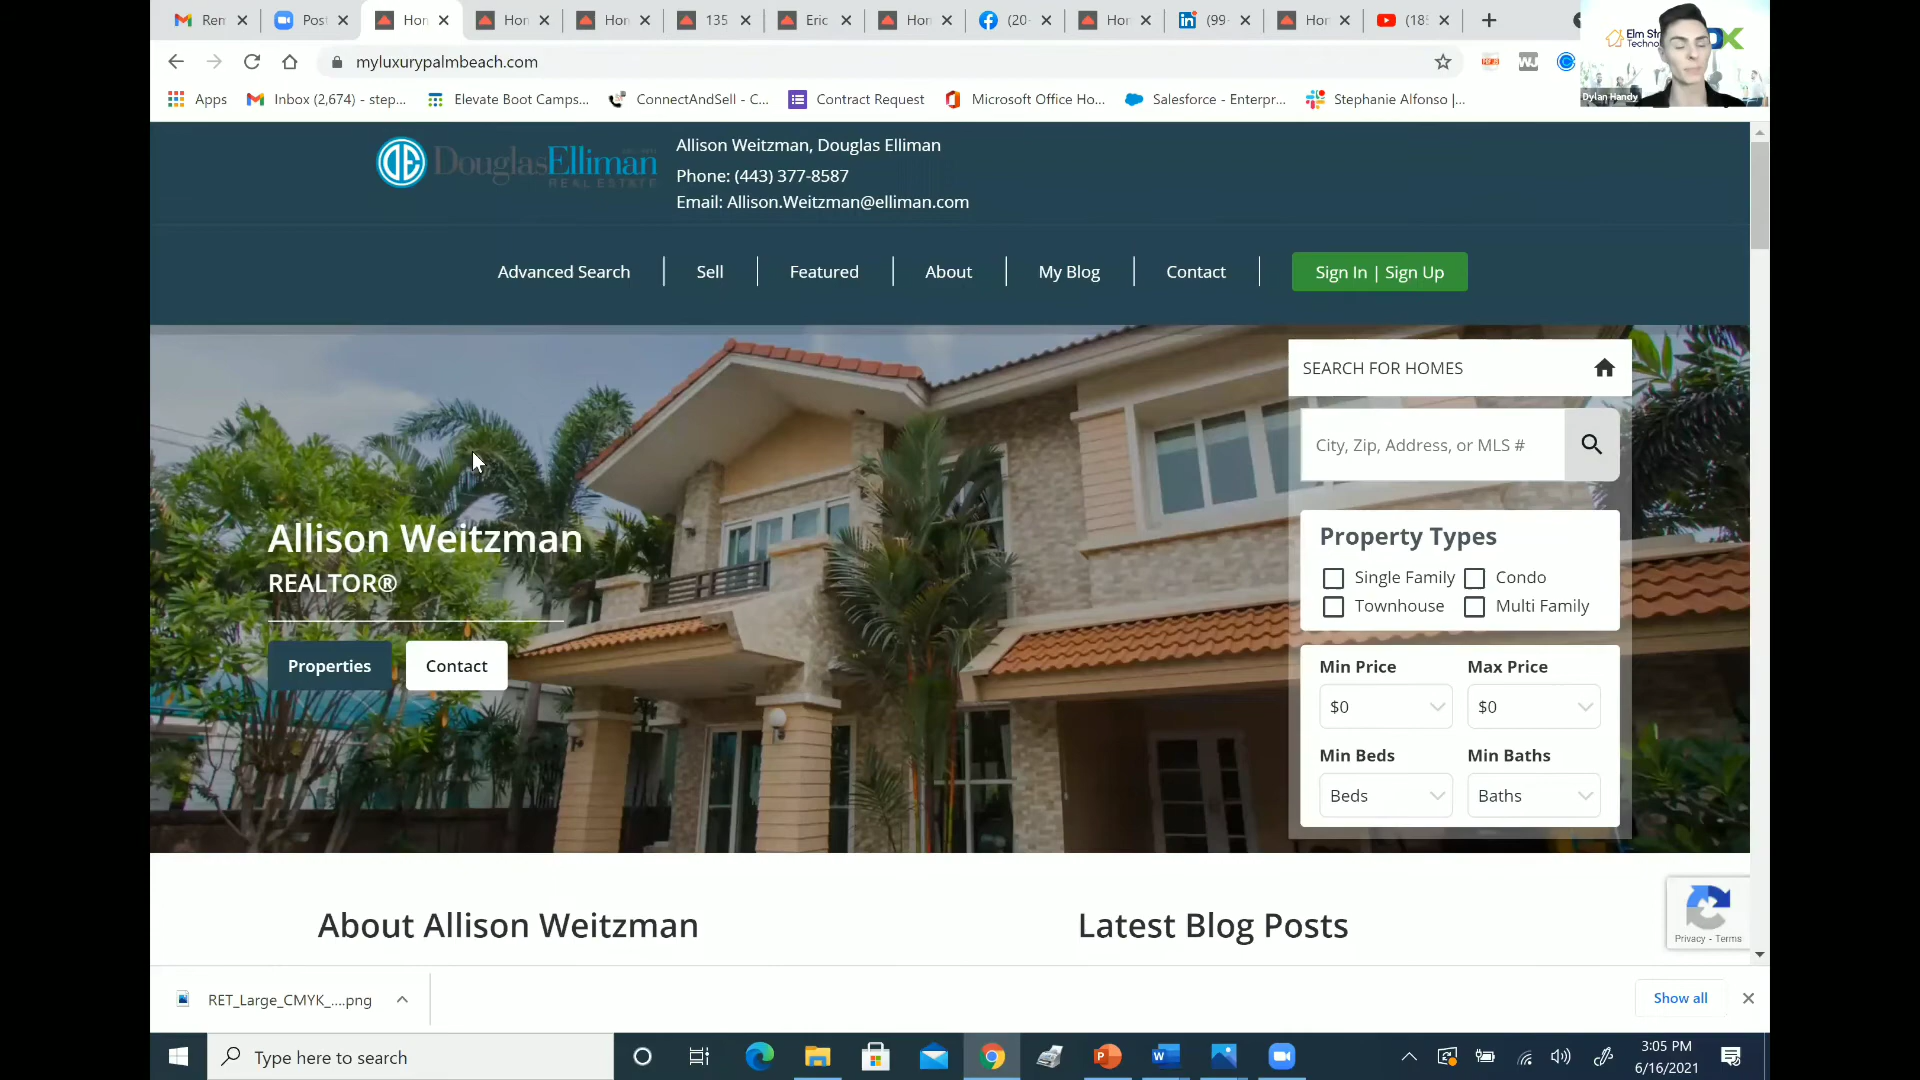 Ren
Post
Hon
Hon
Hon
135
Eric
Hon
(20
Hon
(99
Hon
(18
myluxurypalmbeach.com
Elm Str
Techno
Dylan Handy
Apps
Inbox (2,674) - step...
Elevate Boot Camps...
ConnectAndSell - C...
Contract Request
Microsoft Office Ho...
Salesforce - Enterpr...
Stephanie Alfonso |...
DouglasElliman
REAL ESTATE
Allison Weitzman, Douglas Elliman
Phone: (443) 377-8587
Email: Allison.Weitzman@elliman.com
Advanced Search
Sell
Featured
About
My Blog
Contact
Sign In | Sign Up
SEARCH FOR HOMES
City, Zip, Address, or MLS #
Allison Weitzman
REALTOR®
Properties
Contact
Property Types
Single Family
Condo
Townhouse
Multi Family
Min Price
Max Price
$0
$0
Min Beds
Min Baths
Beds
Baths
About Allison Weitzman
Latest Blog Posts
Privacy - Terms
RET_Large_CMYK_....png
Show all
Type here to search
3:05 PM
6/16/2021